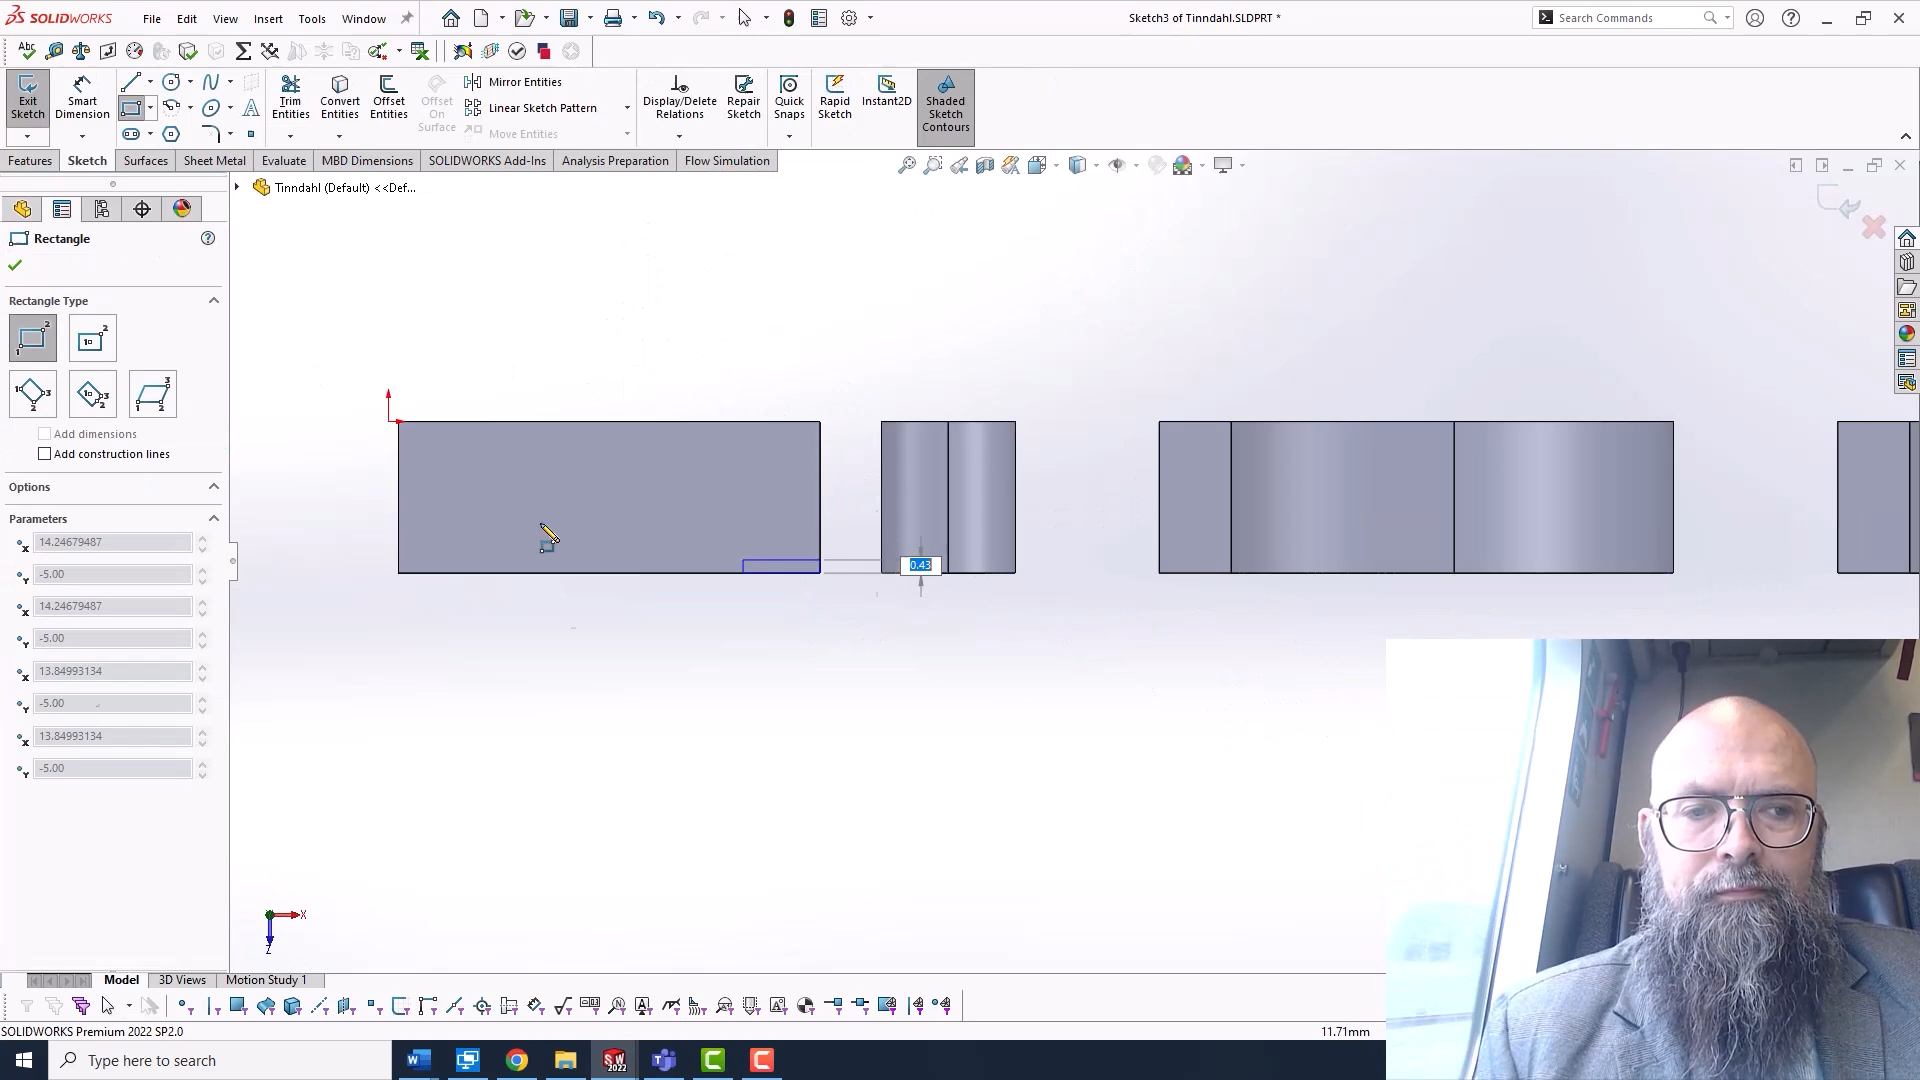 SOLIDWORKS
File
Edit
View
Insert
Tools
Window
Sketch3 of Tinndahl.SLDPRT *
Search Commands
Exit
Sketch
Smart
Dimension
Trim
Entities
Convert
Entities
Offset
Entities
Offset
On
Surface
Mirror Entities
Linear Sketch Pattern
Move Entities
Display/Delete
Relations
Repair
Sketch
Quick
Snaps
Rapid
Sketch
Instant2D
Shaded
Sketch
Contours
Features
Sketch
Surfaces
Sheet Metal
Evaluate
MBD Dimensions
SOLIDWORKS Add-Ins
Analysis Preparation
Flow Simulation
Tinndahl (Default) <<Def...
Rectangle
Rectangle Type
Add dimensions
Add construction lines
Options
Parameters
14.24679487
-5.00
14.24679487
-5.00
13.84993134
-5.00
13.84993134
-5.00
0.43
X
Z
Model
3D Views
Motion Study 1
SOLIDWORKS Premium 2022 SP2.0
11.71mm
Type here to search